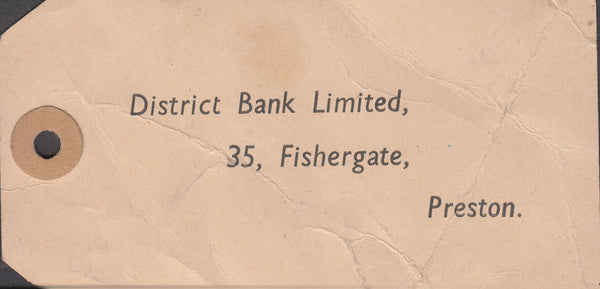 District Bank Limited,
35, Fishergate,
Preston.